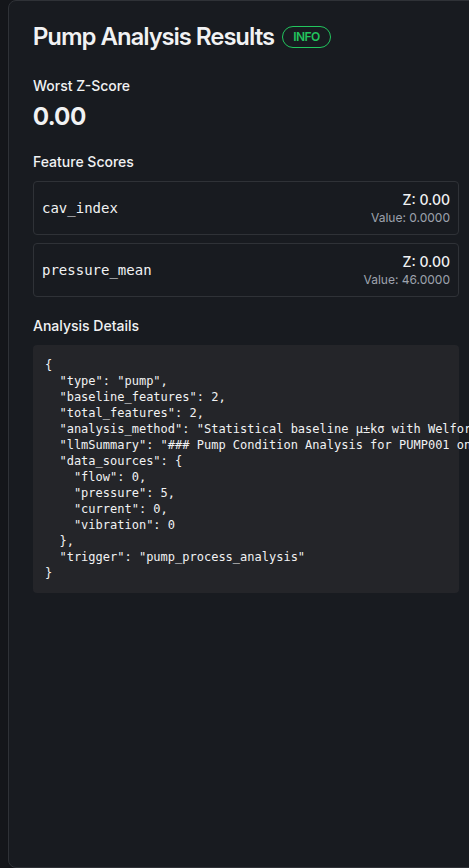 Pump Analysis Results INFO
Worst Z-Score
0.00
Feature Scores
cav_index
Z: 0.00
Value: 0.0000
pressure_mean
Z: 0.00
Value: 46.0000
Analysis Details
{
  "type": "pump",
  "baseline_features": 2,
  "total_features": 2,
  "analysis_method": "Statistical baseline μ±kσ with Welfor
  "llmSummary": "### Pump Condition Analysis for PUMP001 on
  "data_sources": {
    "flow": 0,
    "pressure": 5,
    "current": 0,
    "vibration": 0
  },
  "trigger": "pump_process_analysis"
}